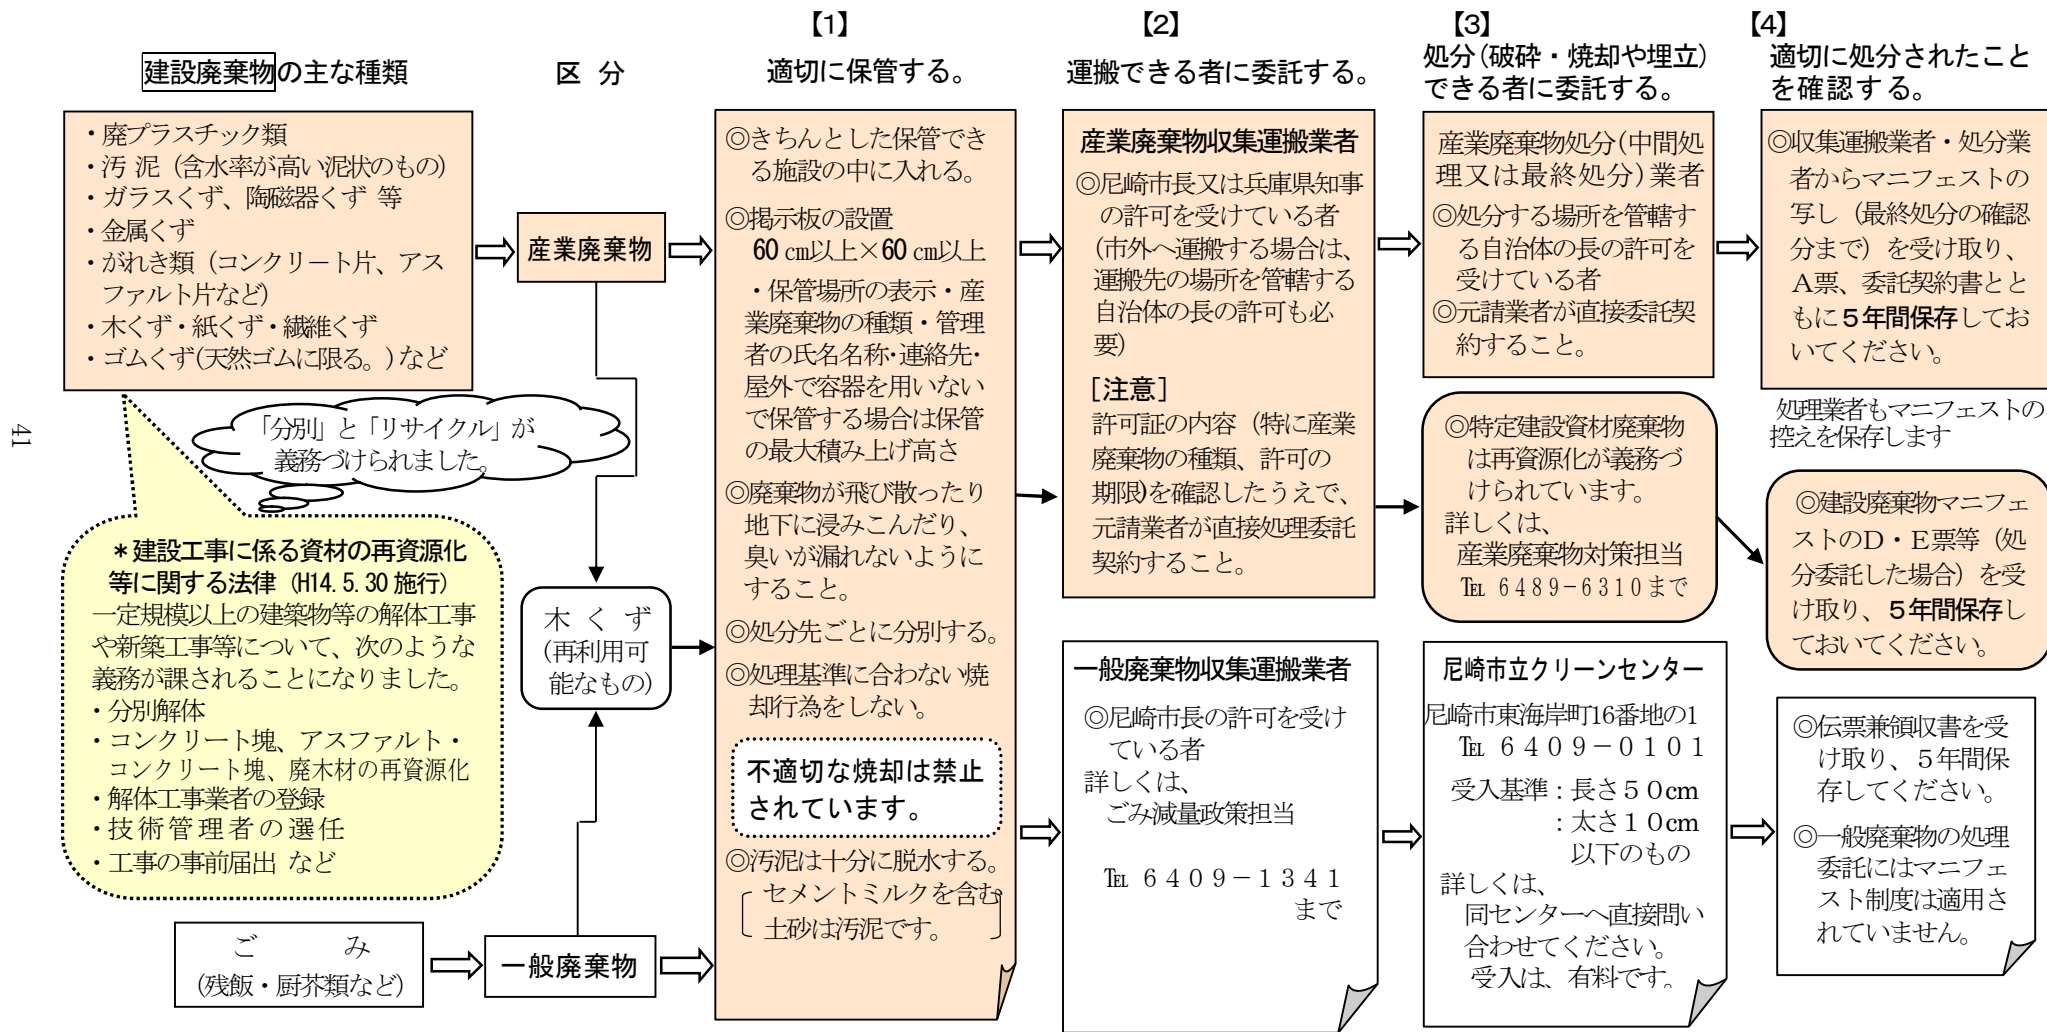 建設廃棄物の主な種類
区 分
【1】
適切に保管する。
【2】
運搬できる者に委託する。
【3】
処分(破砕・焼却や埋立)
できる者に委託する。
【4】
適切に処分されたこと
を確認する。
・廃プラスチック類
・汚 泥（含水率が高い泥状のもの)
・ガラスくず、陶磁器くず 等
・金属くず
・がれき類（コンクリ－ト片、アス
ファルト片など)
・木くず・紙くず・繊維くず
・ゴムくず(天然ゴムに限る。)など
「分別」と「リサイクル」が
義務づけられました。
＊建設工事に係る資材の再資源化
等に関する法律（H14.5.30 施行)
一定規模以上の建築物等の解体工事
や新築工事等について、次のような
義務が課されることになりました。
・分別解体
・コンクリート塊、アスファルト・
コンクリート塊、廃木材の再資源化
・解体工事業者の登録
・技術管理者の選任
・工事の事前届出 など
ご み
(残飯・厨芥類など)
産業廃棄物
木 く ず
(再利用可
能なもの)
一般廃棄物
◎きちんとした保管でき
る施設の中に入れる。
◎掲示板の設置
60 cm以上×60 cm以上
・保管場所の表示・産
業廃棄物の種類・管理
者の氏名名称･連絡先･
屋外で容器を用いない
で保管する場合は保管
の最大積み上げ高さ
◎廃棄物が飛び散ったり
地下に浸みこんだり、
臭いが漏れないように
すること。
◎処分先ごとに分別する。
◎処理基準に合わない焼
却行為をしない。
不適切な焼却は禁止
されています。
◎汚泥は十分に脱水する。
セメントミルクを含む
土砂は汚泥です。
産業廃棄物収集運搬業者
◎尼崎市長又は兵庫県知事
の許可を受けている者
(市外へ運搬する場合は、
運搬先の場所を管轄する
自治体の長の許可も必
要)
［注意］
許可証の内容（特に産業
廃棄物の種類、許可の
期限)を確認したうえで、
元請業者が直接処理委託
契約すること。
一般廃棄物収集運搬業者
◎尼崎市長の許可を受け
ている者
詳しくは、
ごみ減量政策担当
℡ ６４０９－１３４１
まで
産業廃棄物処分(中間処
理又は最終処分)業者
◎処分する場所を管轄す
る自治体の長の許可を
受けている者
◎元請業者が直接委託契
約すること。
◎特定建設資材廃棄物
は再資源化が義務づ
けられています。
詳しくは、
産業廃棄物対策担当
℡ ６４８９－６３１０まで
尼崎市立クリーンセンター
尼崎市東海岸町16番地の1
℡ ６４０９－０１０１
受入基準：長さ５０cm
：太さ１０cm
以下のもの
詳しくは、
同センターへ直接問い
合わせてください。
受入は、有料です。
◎収集運搬業者・処分業
者からマニフェストの
写し（最終処分の確認
分まで）を受け取り、
Ａ票、委託契約書とと
もに５年間保存してお
いてください。
処理業者もマニフェストの
控えを保存します
◎建設廃棄物マニフェ
ストのＤ・Ｅ票等（処
分委託した場合）を受
け取り、５年間保存し
ておいてください。
◎伝票兼領収書を受
け取り、５年間保
存してください。
◎一般廃棄物の処理
委託にはマニフェ
スト制度は適用さ
れていません。
41